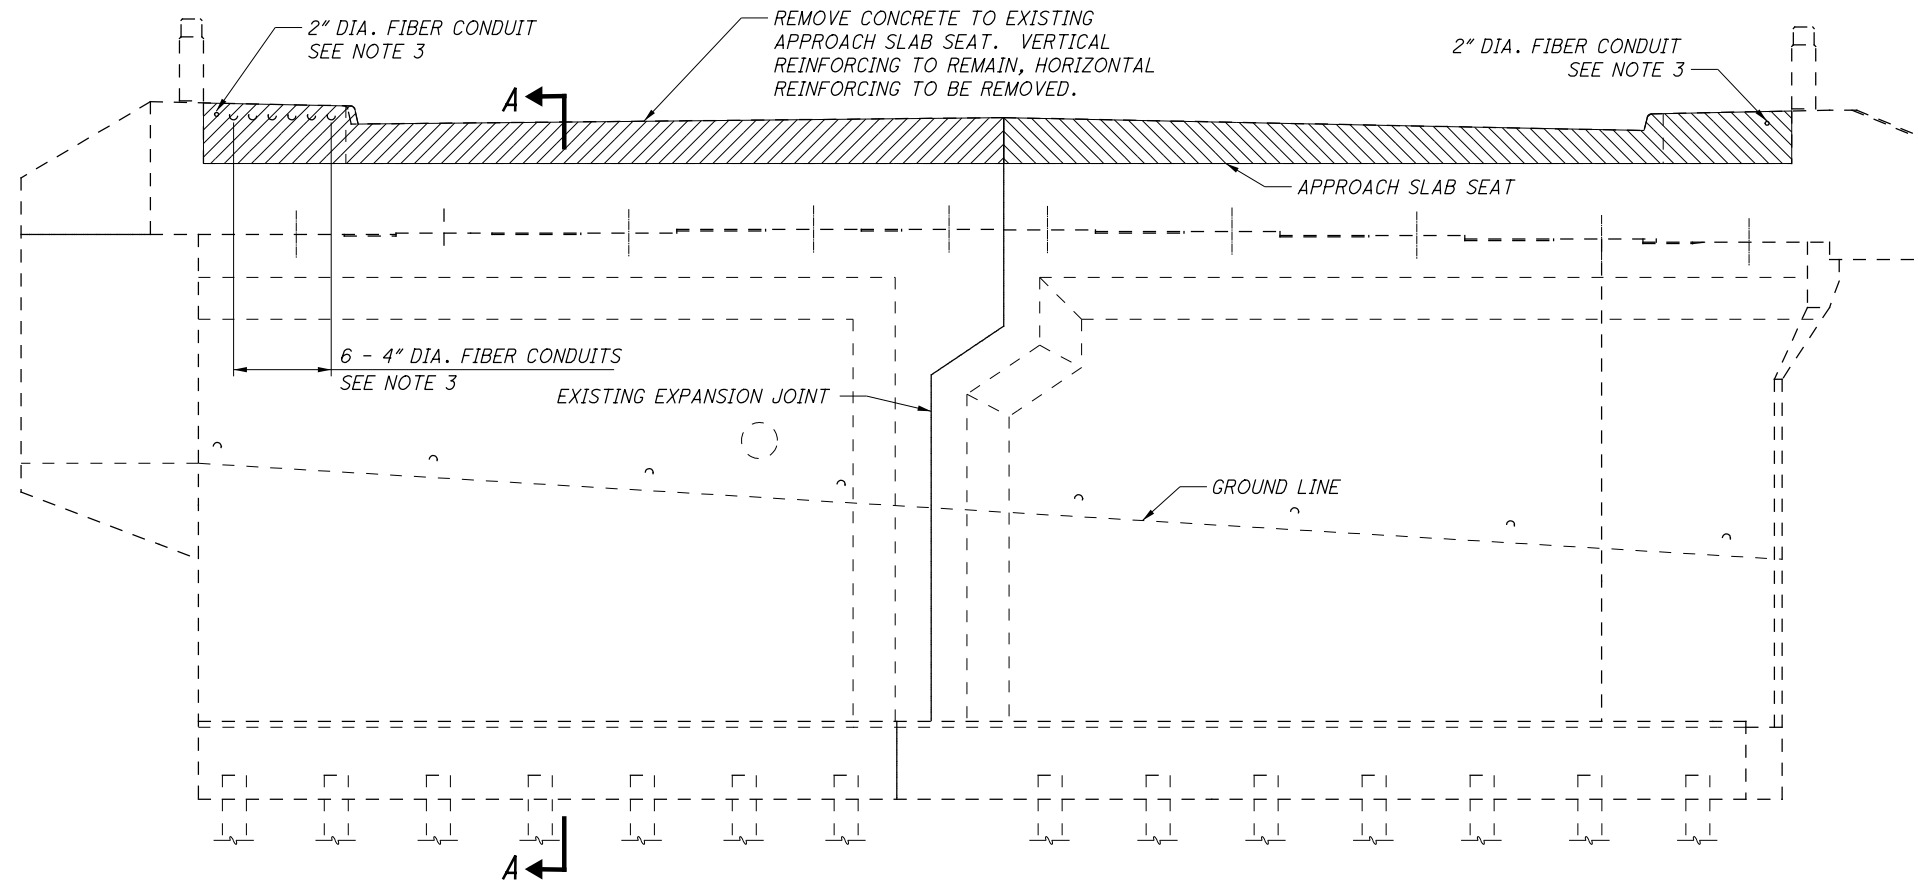 2" DIA. FIBER CONDUIT
SEE NOTE 3
REMOVE CONCRETE TO EXISTING
APPROACH SLAB SEAT. VERTICAL
REINFORCING TO REMAIN, HORIZONTAL
REINFORCING TO BE REMOVED.
2" DIA. FIBER CONDUIT
SEE NOTE 3
A
APPROACH SLAB SEAT
6 - 4" DIA. FIBER CONDUITS
SEE NOTE 3
EXISTING EXPANSION JOINT
GROUND LINE
A